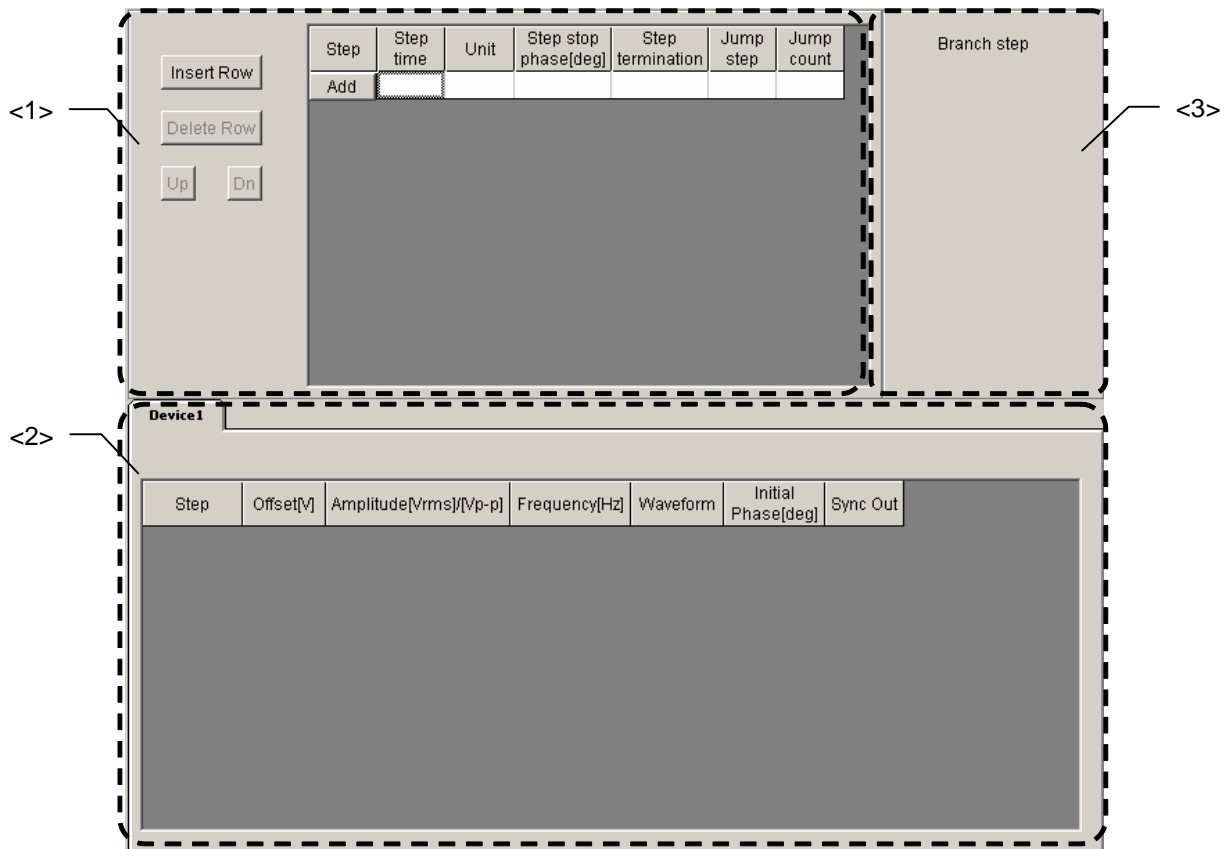 <1>
Insert Row
Delete Row
Up Dn
Step Step time Unit Step stop phase[deg] Step termination Jump step Jump count
Add
Branch step
<3>
<2>
Device1
Step Offset[V] Amplitude[Vrms]/[Vp-p] Frequency[Hz] Waveform Initial Phase[deg] Sync Out